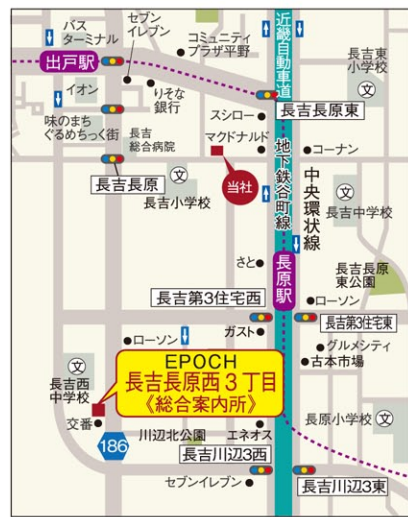 バス
ターミナル
セブン
イレブン
コミュニティ
プラザ平野
近畿自動車道
長吉東
小学校
文
出戸駅
イオン
りそな
銀行
長吉長原東
味のまち
ぐるめちっく街
スシロー
マクドナルド
長吉
総合病院
コーナン
長吉長原
文
長吉小学校
当社
地下鉄谷町線
中央環状線
文
長吉中学校
さと
長原駅
長吉長原
東公園
長吉第3住宅西
ローソン
長吉第3住宅東
ローソン
ガスト
グルメシティ
古本市場
文
長吉西
中学校
EPOCH
長吉長原西3丁目
《総合案内所》
交番
186
川辺北公園
エネオス
長原小学校
文
長吉川辺3西
長吉川辺3東
セブンイレブン